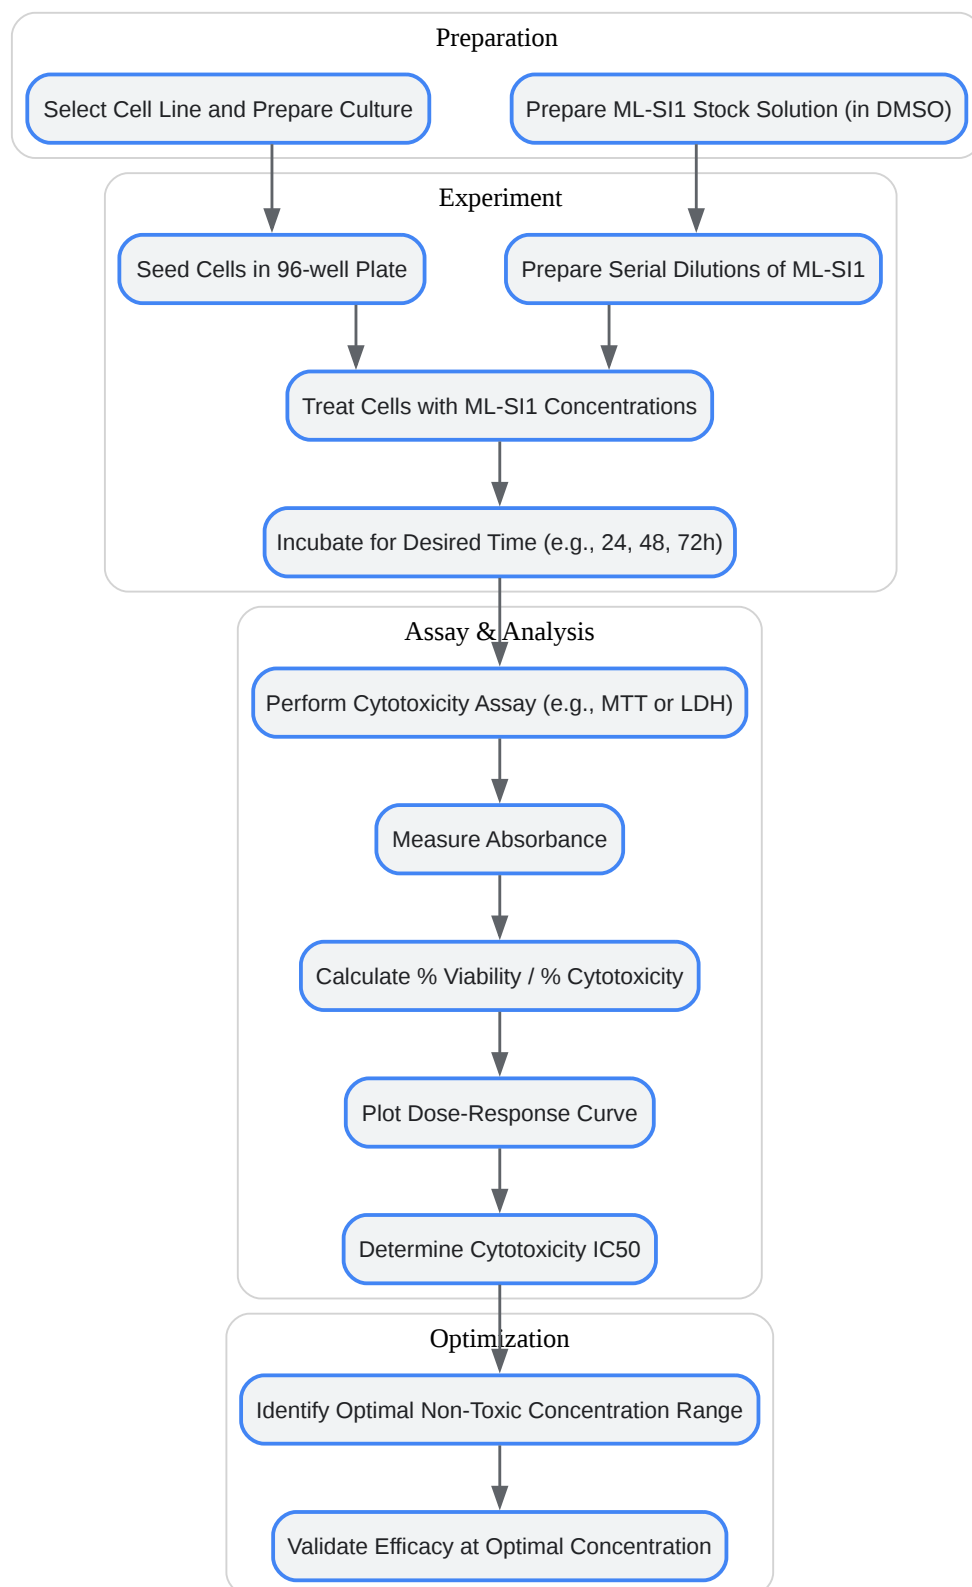 Preparation
Select Cell Line and Prepare Culture
Prepare ML-SI1 Stock Solution (in DMSO)
Experiment
Seed Cells in 96-well Plate
Prepare Serial Dilutions of ML-SI1
Treat Cells with ML-SI1 Concentrations
Incubate for Desired Time (e.g., 24, 48, 72h)
Assay & Analysis
Perform Cytotoxicity Assay (e.g., MTT or LDH)
Measure Absorbance
Calculate % Viability / % Cytotoxicity
Plot Dose-Response Curve
Determine Cytotoxicity IC50
Optimization
Identify Optimal Non-Toxic Concentration Range
Validate Efficacy at Optimal Concentration